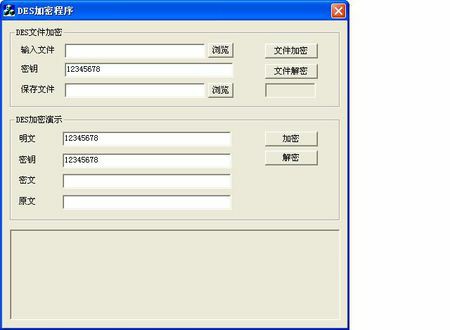 DES加密程序
DES文件加密
输入文件 浏览 文件加密
密钥 12345678 文件解密
保存文件 浏览
DES加密演示
明文 12345678 加密
密钥 12345678 解密
密文
原文